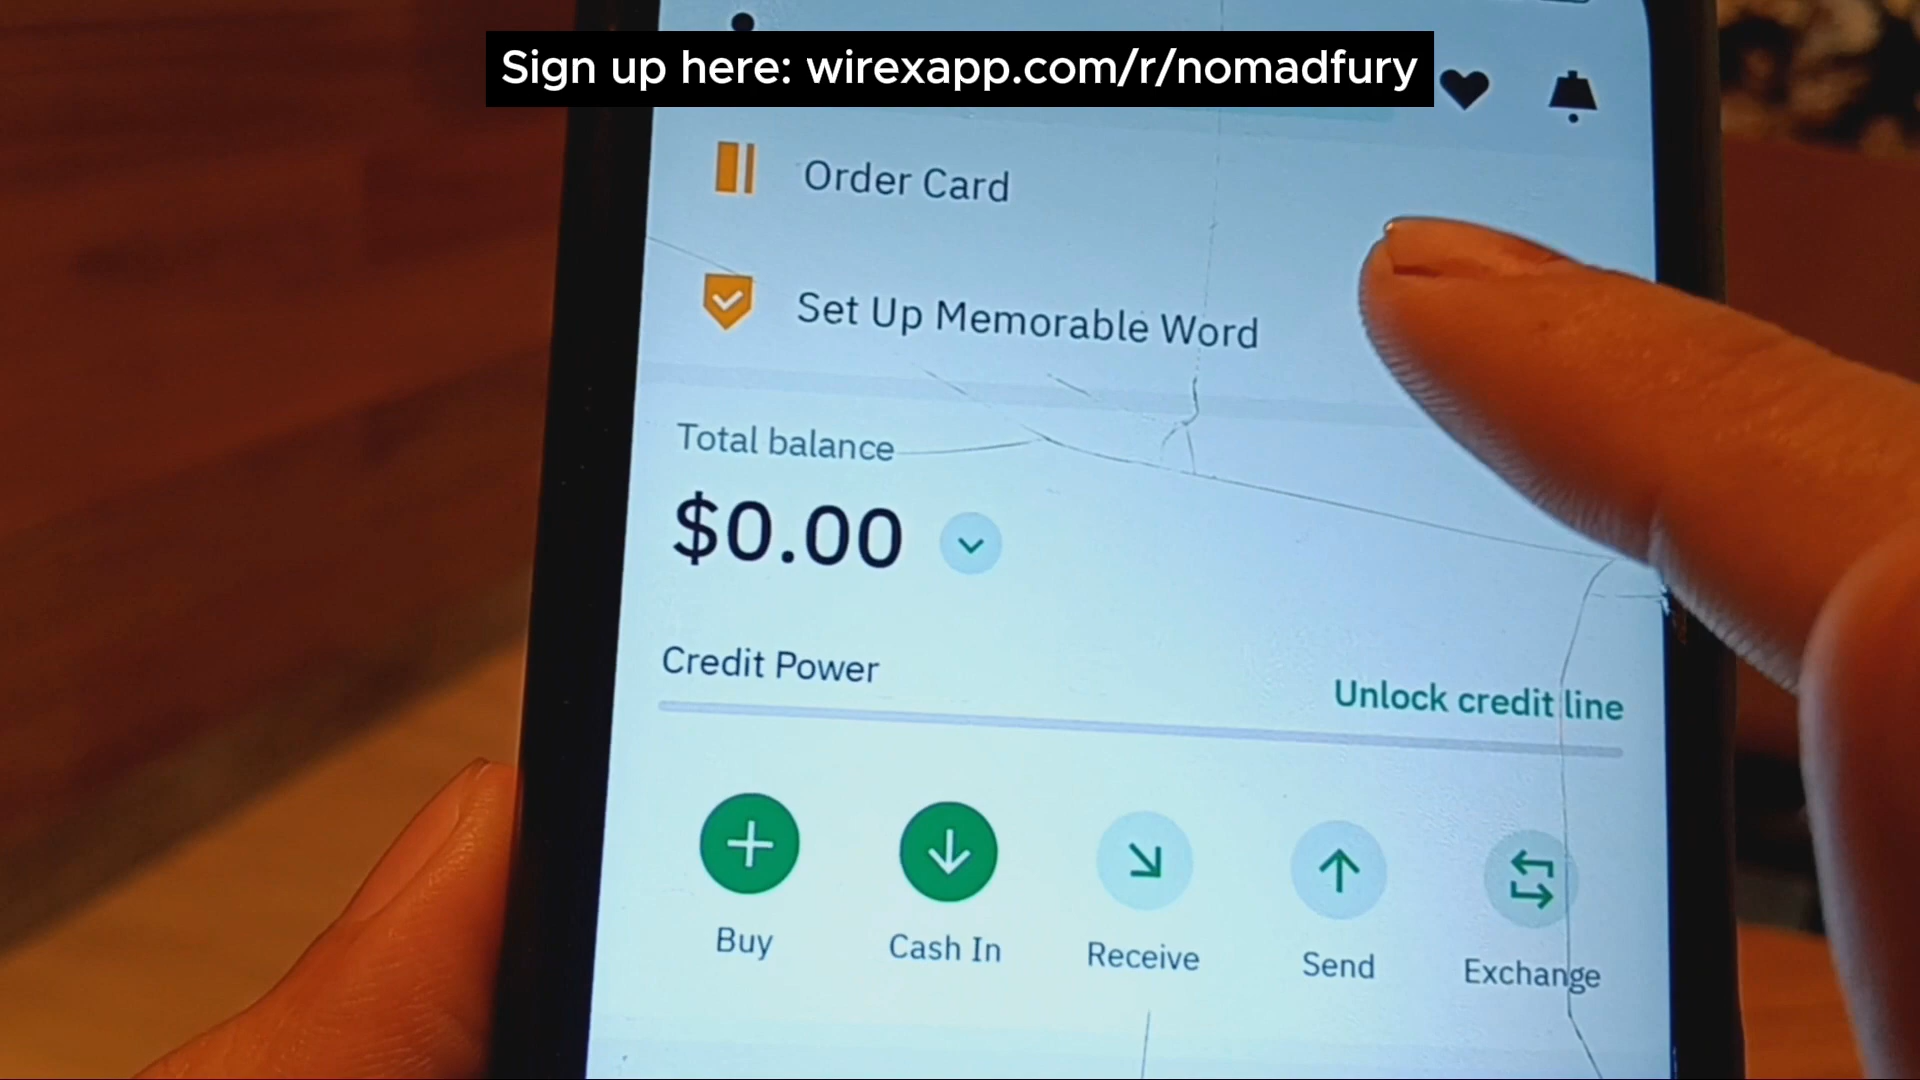 Sign up here: wirexapp.com/r/nomadfury
Order Card
Set Up Memorable Word
Total balance
$0.00
Credit Power
Unlock credit line
Buy
Cash In
Receive
Send
Exchange